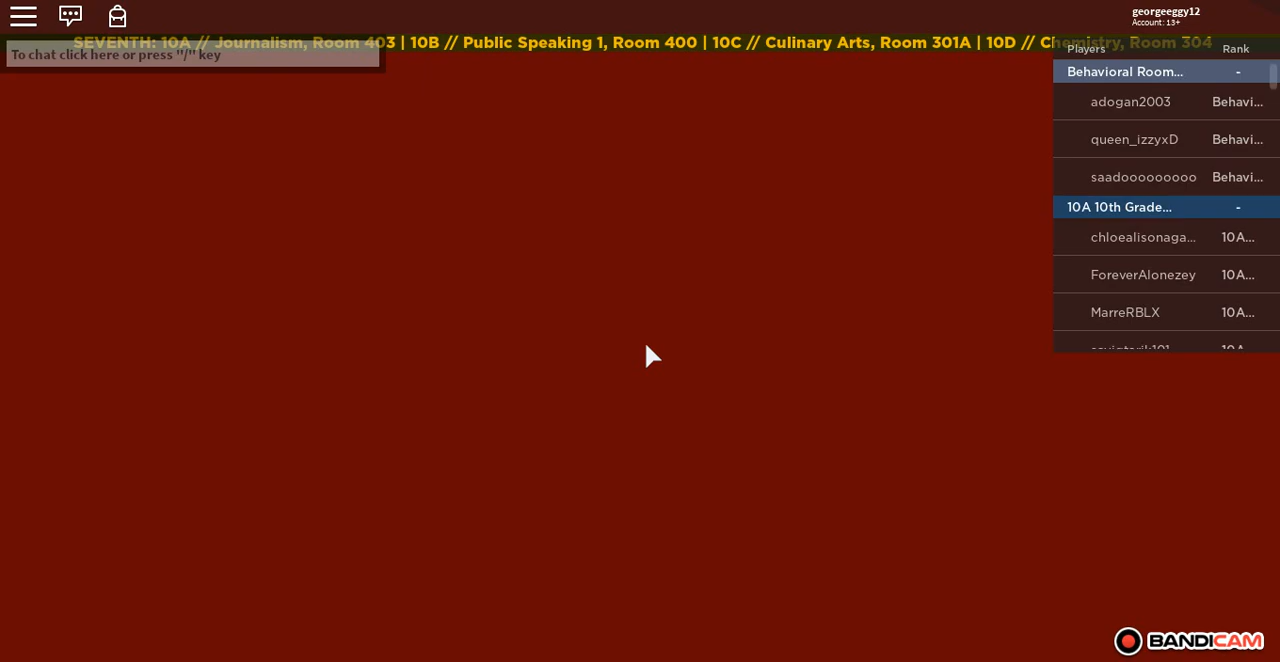 georgeeggy12
Account: 13+
SEVENTH: 10A // Journalism, Room 403 | 10B // Public Speaking 1, Room 400 | 10C // Culinary Arts, Room 301A | 10D // Chemistry, Room 304
To chat click here or press "/" key
Players Rank
Behavioral Room... -
adogan2003 Behavi...
queen_izzyxD Behavi...
saadooooooooo Behavi...
10A 10th Grade... -
chloealisonaga... 10A...
ForeverAlonezey 10A...
MarreRBLX 10A...
10A
BANDICAM